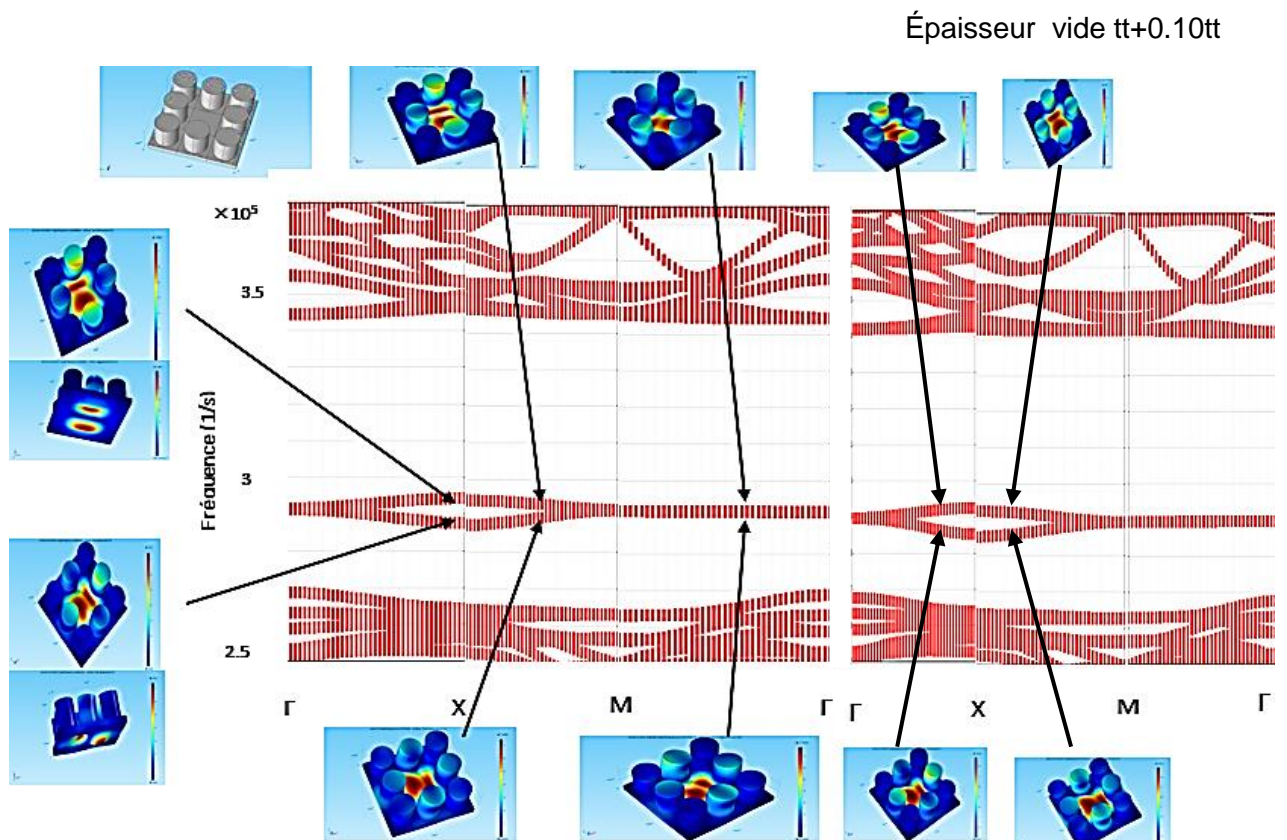 Épaisseur vide tt+0.10tt
×10⁵
3.5
3
2.5
Fréquence (1/s)
Γ X M Γ Γ X M Γ